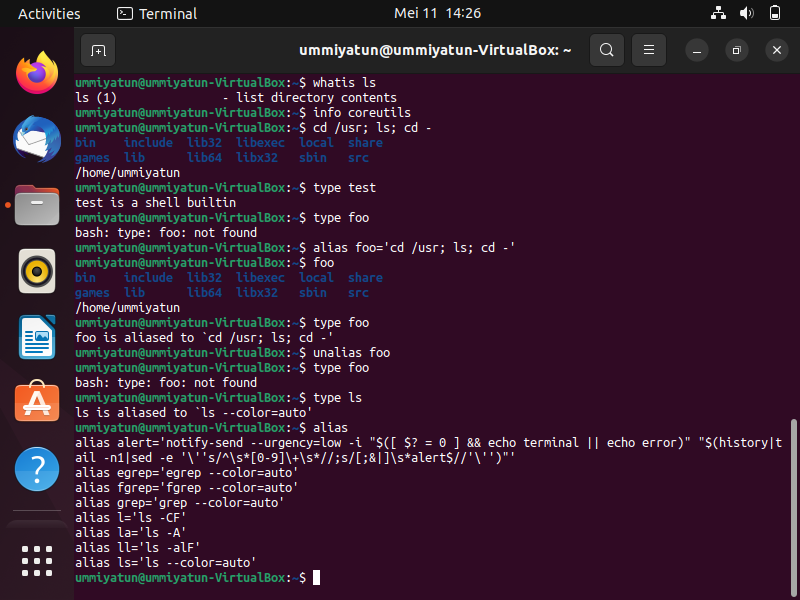 Activities Terminal Mei 11 14:26
ummiyatun@ummiyatun-VirtualBox: ~
ummiyatun@ummiyatun-VirtualBox:~$ whatis ls
ls (1)               - list directory contents
ummiyatun@ummiyatun-VirtualBox:~$ info coreutils
ummiyatun@ummiyatun-VirtualBox:~$ cd /usr; ls; cd -
bin    include  lib32  libexec  local  share
games  lib      lib64  libx32   sbin   src
/home/ummiyatun
ummiyatun@ummiyatun-VirtualBox:~$ type test
test is a shell builtin
ummiyatun@ummiyatun-VirtualBox:~$ type foo
bash: type: foo: not found
ummiyatun@ummiyatun-VirtualBox:~$ alias foo='cd /usr; ls; cd -'
ummiyatun@ummiyatun-VirtualBox:~$ foo
bin    include  lib32  libexec  local  share
games  lib      lib64  libx32   sbin   src
/home/ummiyatun
ummiyatun@ummiyatun-VirtualBox:~$ type foo
foo is aliased to `cd /usr; ls; cd -'
ummiyatun@ummiyatun-VirtualBox:~$ unalias foo
ummiyatun@ummiyatun-VirtualBox:~$ type foo
bash: type: foo: not found
ummiyatun@ummiyatun-VirtualBox:~$ type ls
ls is aliased to `ls --color=auto'
ummiyatun@ummiyatun-VirtualBox:~$ alias
alias alert='notify-send --urgency=low -i "$([ $? = 0 ] && echo terminal || echo error)" "$(history|t
ail -n1|sed -e '\''s/^\s*[0-9]\+\s*//;s/[;&|]\s*alert$//'\'')"'
alias egrep='egrep --color=auto'
alias fgrep='fgrep --color=auto'
alias grep='grep --color=auto'
alias l='ls -CF'
alias la='ls -A'
alias ll='ls -alF'
alias ls='ls --color=auto'
ummiyatun@ummiyatun-VirtualBox:~$